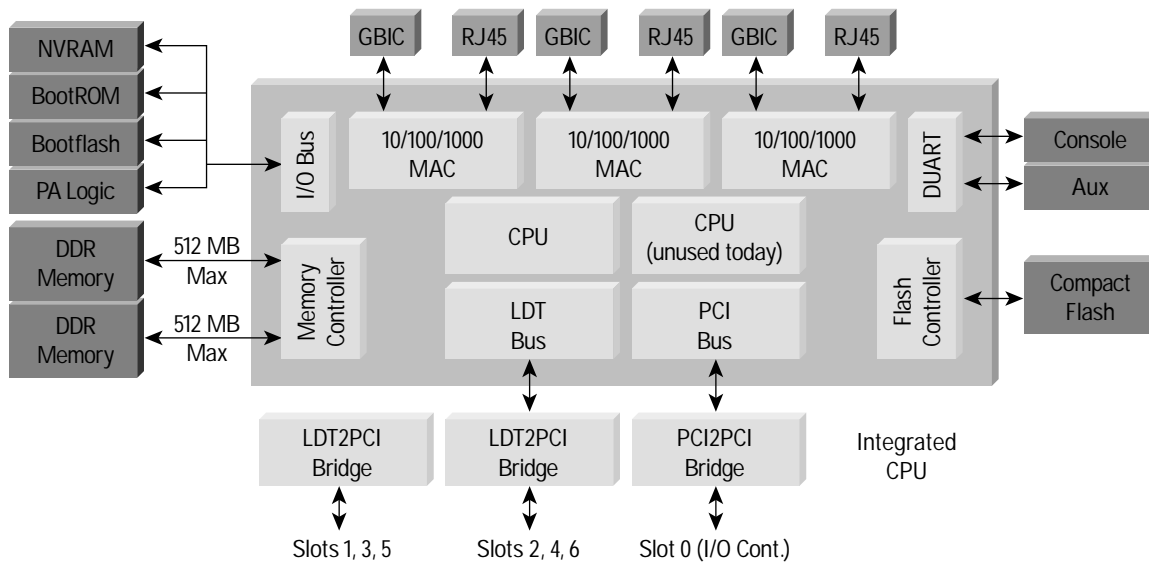 GBIC
RJ45
GBIC
RJ45
GBIC
RJ45
NVRAM
BootROM
Bootflash
PA Logic
I/O Bus
10/100/1000
MAC
10/100/1000
MAC
10/100/1000
MAC
DUART
Console
Aux
CPU
CPU
(unused today)
DDR
Memory
512 MB
Max
DDR
Memory
512 MB
Max
Memory
Controller
LDT
Bus
PCI
Bus
Flash
Controller
Compact
Flash
LDT2PCI
Bridge
LDT2PCI
Bridge
PCI2PCI
Bridge
Integrated
CPU
Slots 1, 3, 5
Slots 2, 4, 6
Slot 0 (I/O Cont.)